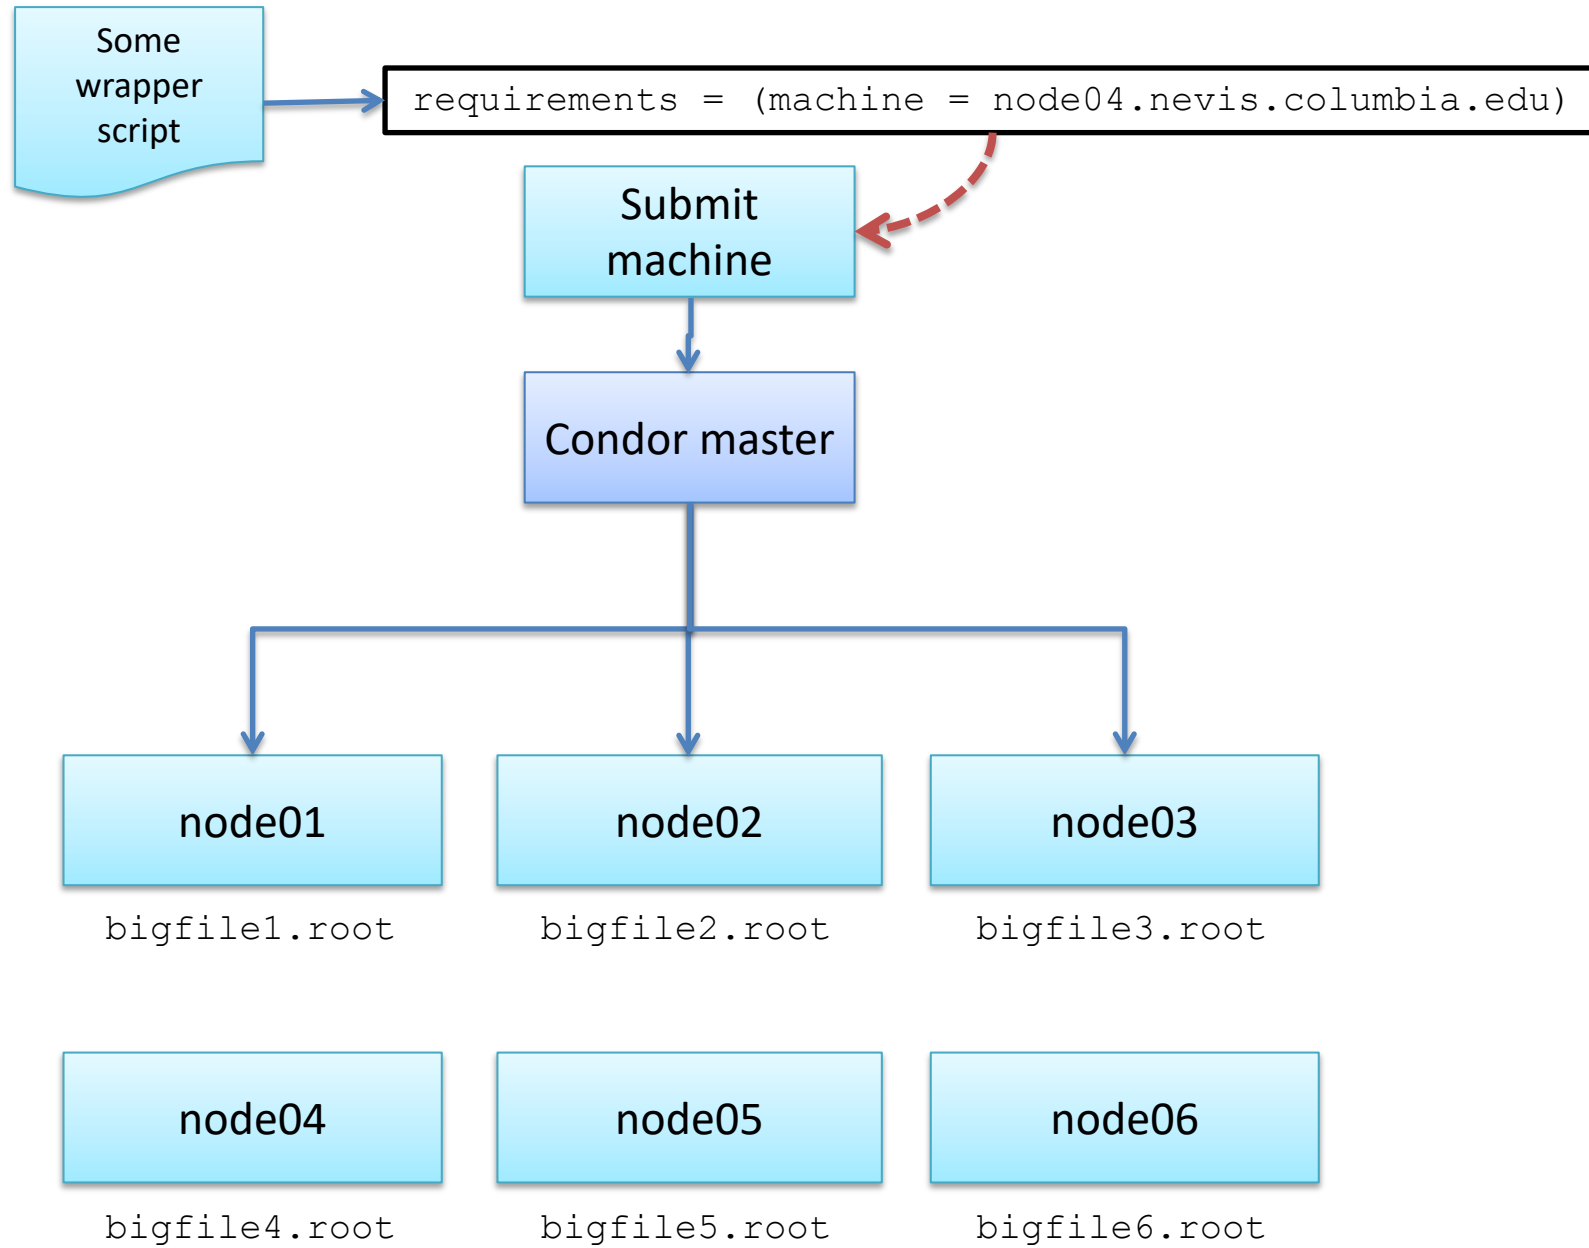 Some
wrapper
script
requirements = (machine = node04.nevis.columbia.edu)
Submit
machine
Condor master
node01
node02
node03
bigfile1.root
bigfile2.root
bigfile3.root
node04
node05
node06
bigfile4.root
bigfile5.root
bigfile6.root